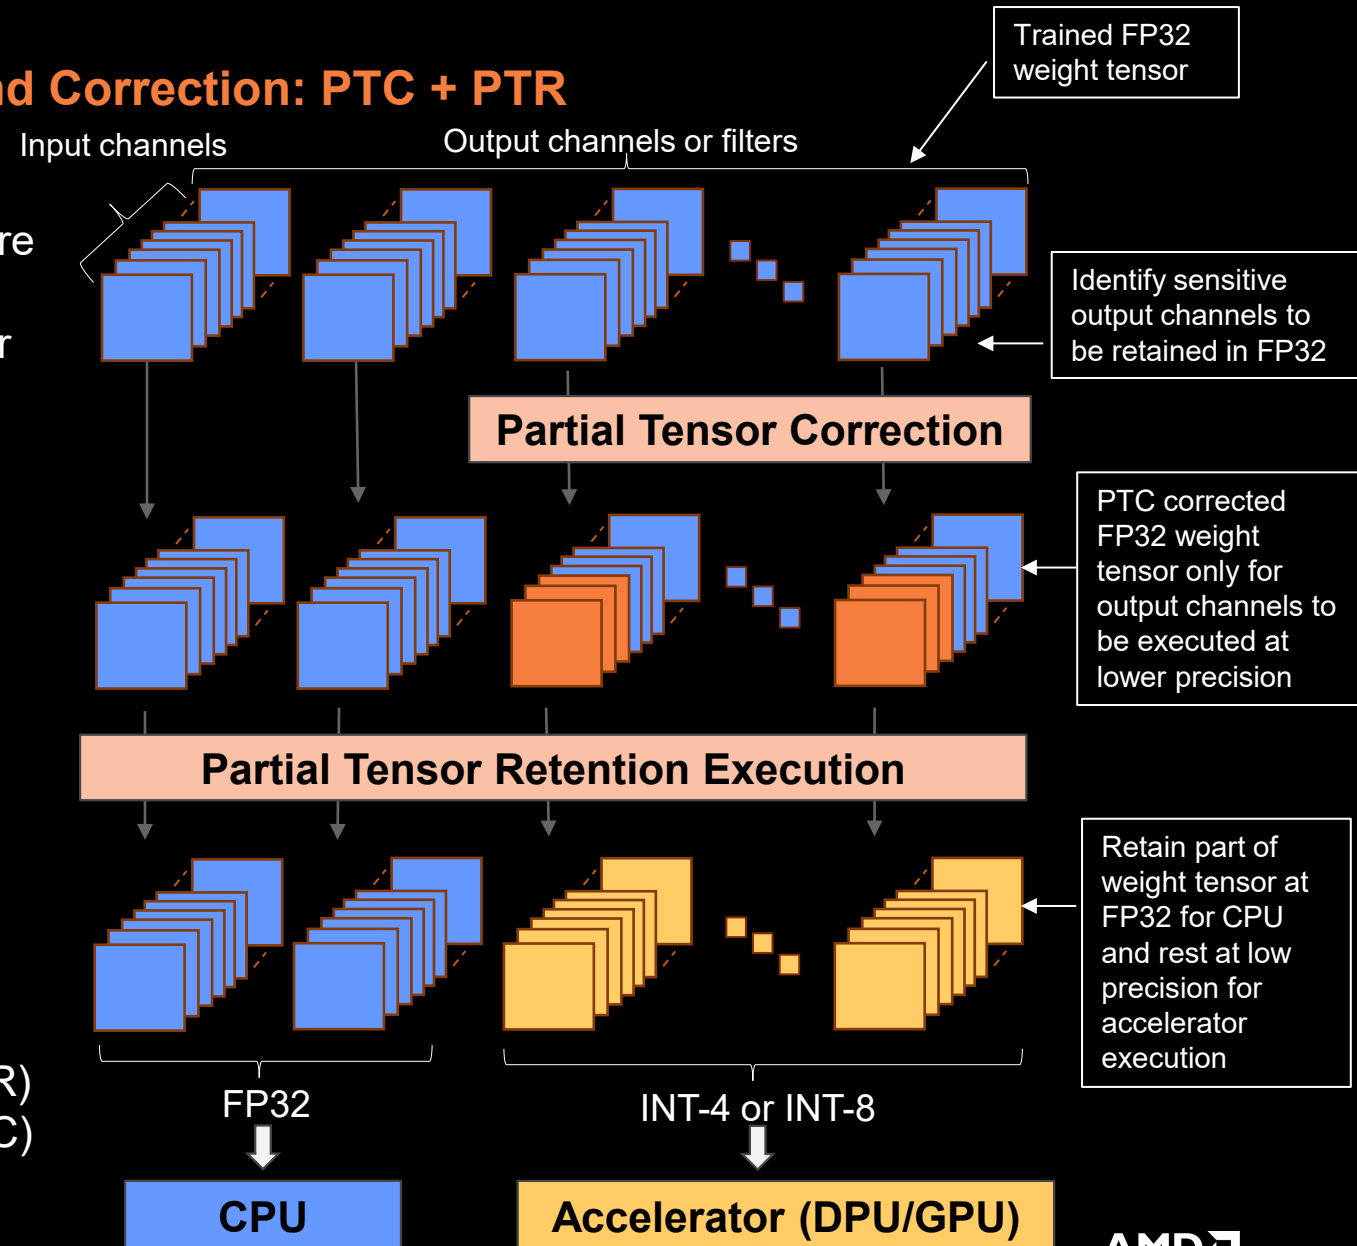 nd Correction: PTC + PTR
Trained FP32
weight tensor
Input channels
Output channels or filters
re
r
Identify sensitive
output channels to
be retained in FP32
Partial Tensor Correction
PTC corrected
FP32 weight
tensor only for
output channels to
be executed at
lower precision
Partial Tensor Retention Execution
Retain part of
weight tensor at
FP32 for CPU
and rest at low
precision for
accelerator
execution
R)
C)
FP32
INT-4 or INT-8
CPU
Accelerator (DPU/GPU)
AMD